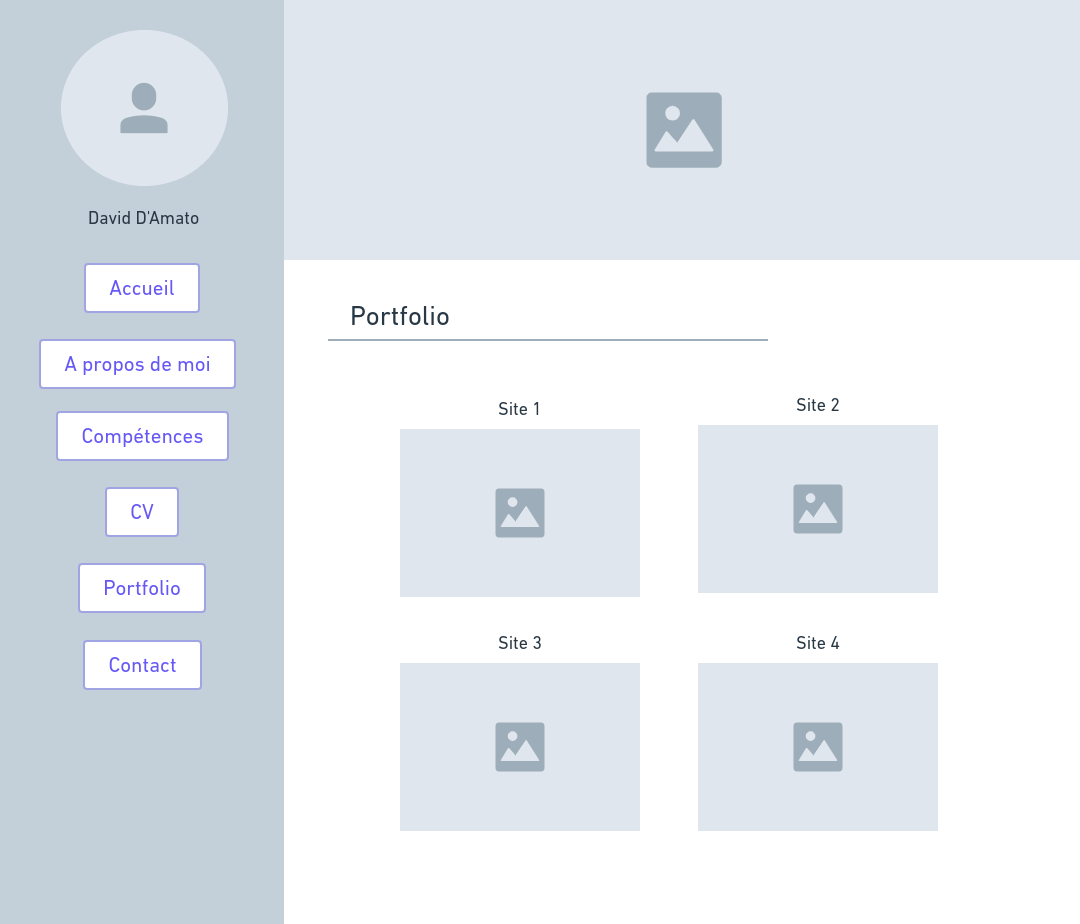 David D'Amato
Accueil
A propos de moi
Compétences
CV
Portfolio
Contact
Portfolio
Site 1
Site 2
Site 3
Site 4